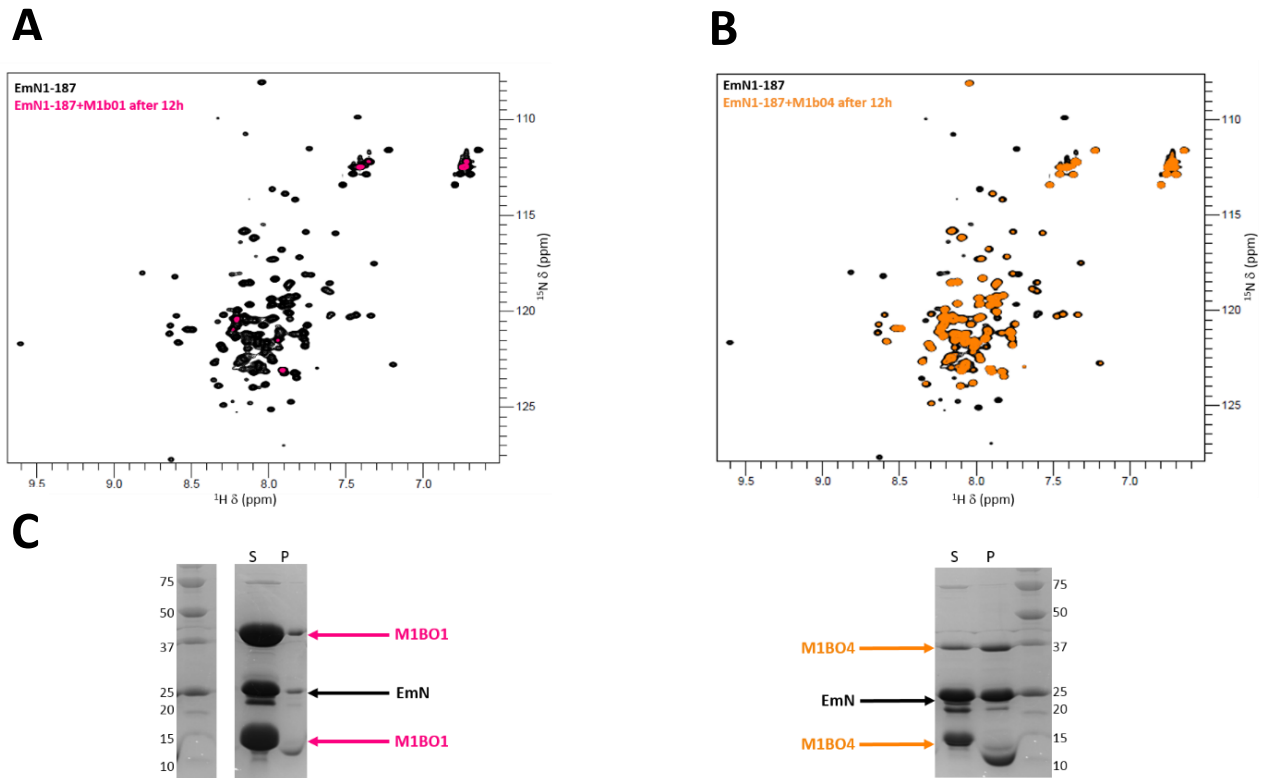 A
B
EmN1-187
EmN1-187+M1b01 after 12h
110
115
120
125
¹⁵N δ (ppm)
9.5 9.0 8.5 8.0 7.5 7.0
¹H δ (ppm)
EmN1-187
EmN1-187+M1b04 after 12h
110
115
120
125
¹⁵N δ (ppm)
9.5 9.0 8.5 8.0 7.5 7.0
¹H δ (ppm)
C
S P
75
50
37
25
20
15
10
M1BO1
EmN
M1BO1
S P
M1BO4
EmN
M1BO4
75
50
37
25
20
15
10